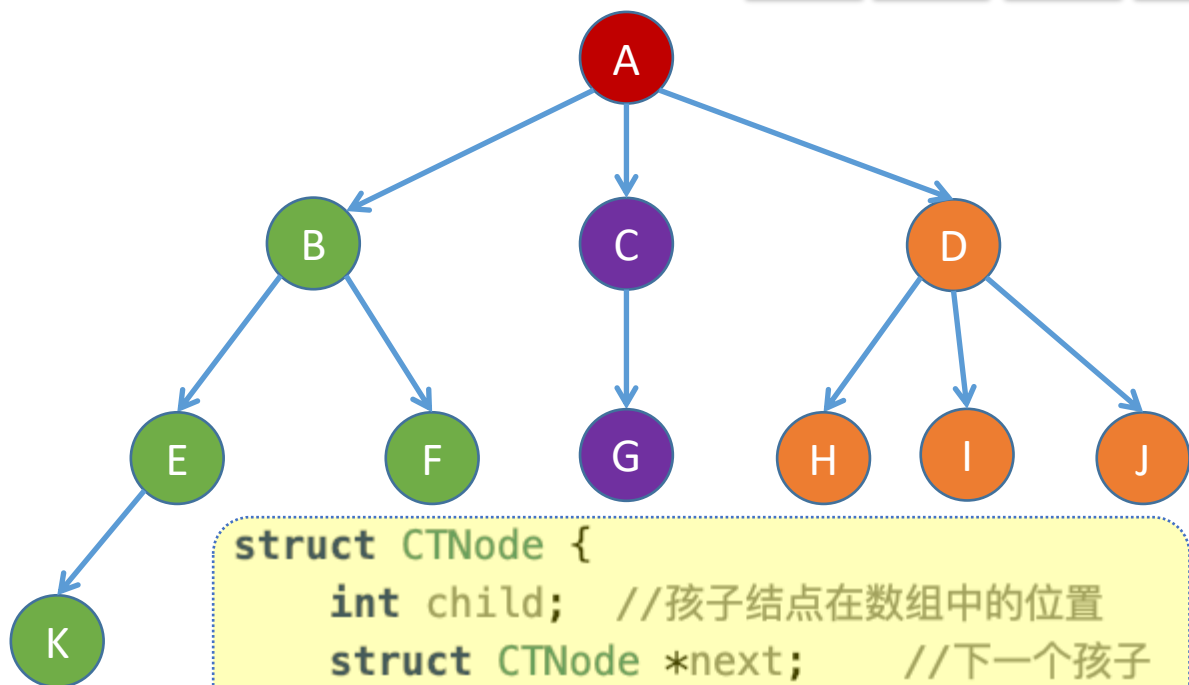 A
B C D
E F G H I J
K
struct CTNode {
int child; //孩子结点在数组中的位置
struct CTNode *next; //下一个孩子